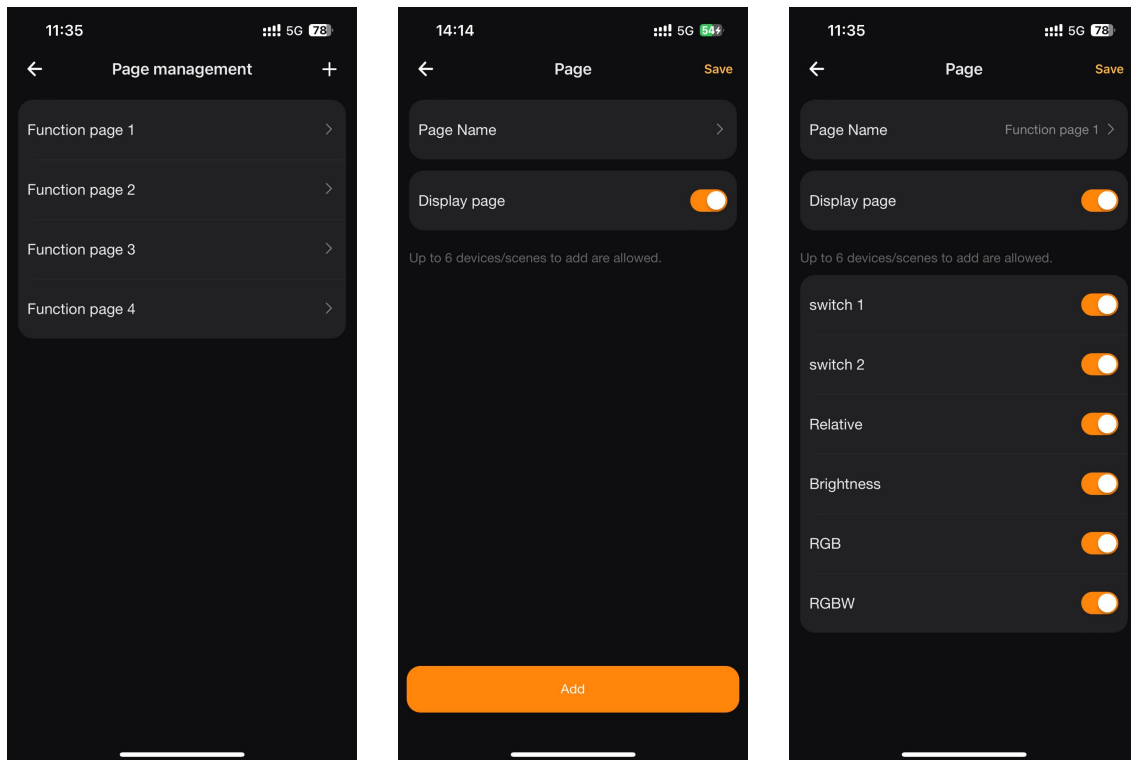 11:35 5G 78
Page management
Function page 1
Function page 2
Function page 3
Function page 4
14:14 5G 54
Page Save
Page Name
Display page
Up to 6 devices/scenes to add are allowed.
Add
11:35 5G 78
Page Save
Page Name Function page 1
Display page
Up to 6 devices/scenes to add are allowed.
switch 1
switch 2
Relative
Brightness
RGB
RGBW